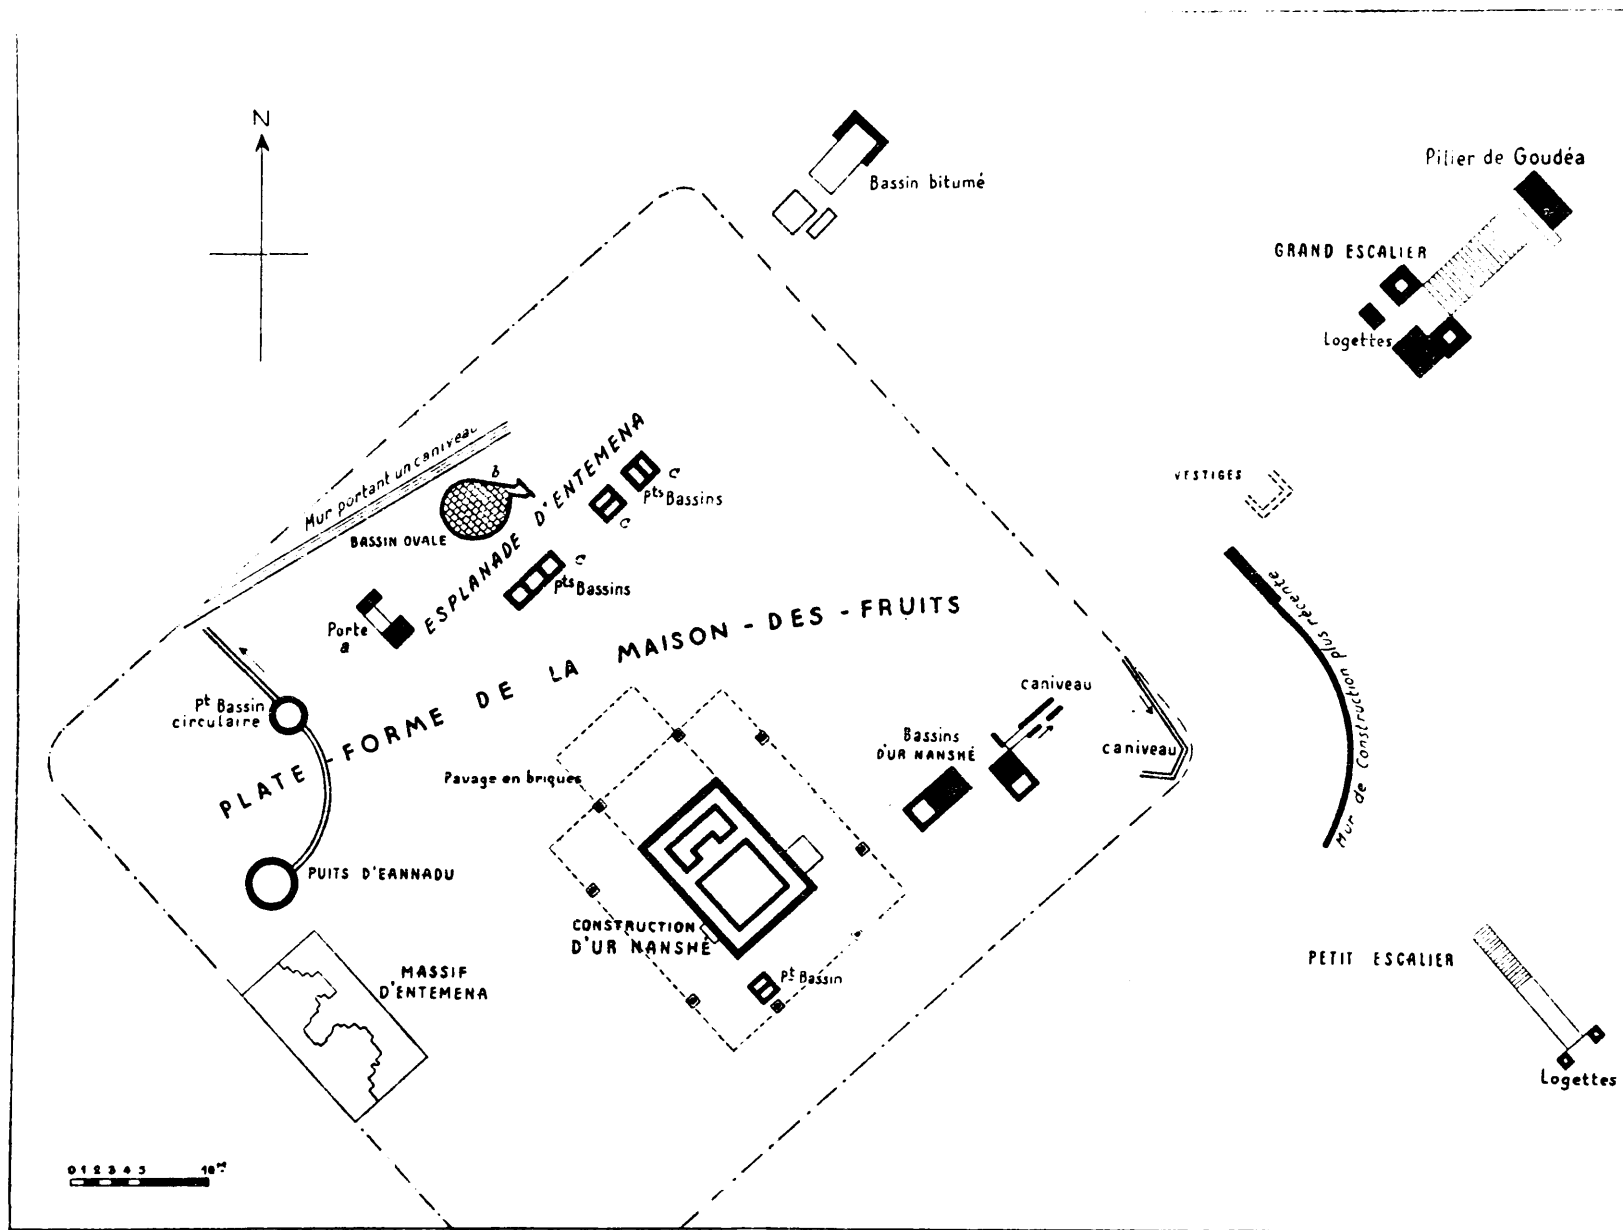 N
Bassin bitumé
Pilier de Goudéa
GRAND ESCALIER
Logettes
Mur portant un caniveau
b
BASSIN OVALE
ESPLANADE D'ENTEMENA
c
pts Bassins
c
c
pts Bassins
VESTIGES
Porte
a
PLATE-FORME DE LA MAISON-DES-FRUITS
Mur de Construction plus récente
caniveau
Pt Bassin
circulaire
Bassins
D'UR NANSHÉ
caniveau
Pavage en briques
PUITS D'EANNADU
CONSTRUCTION
D'UR NANSHÉ
MASSIF
D'ENTEMENA
Pt Bassin
PETIT ESCALIER
Logettes
0 1 2 3 4 5 10 M